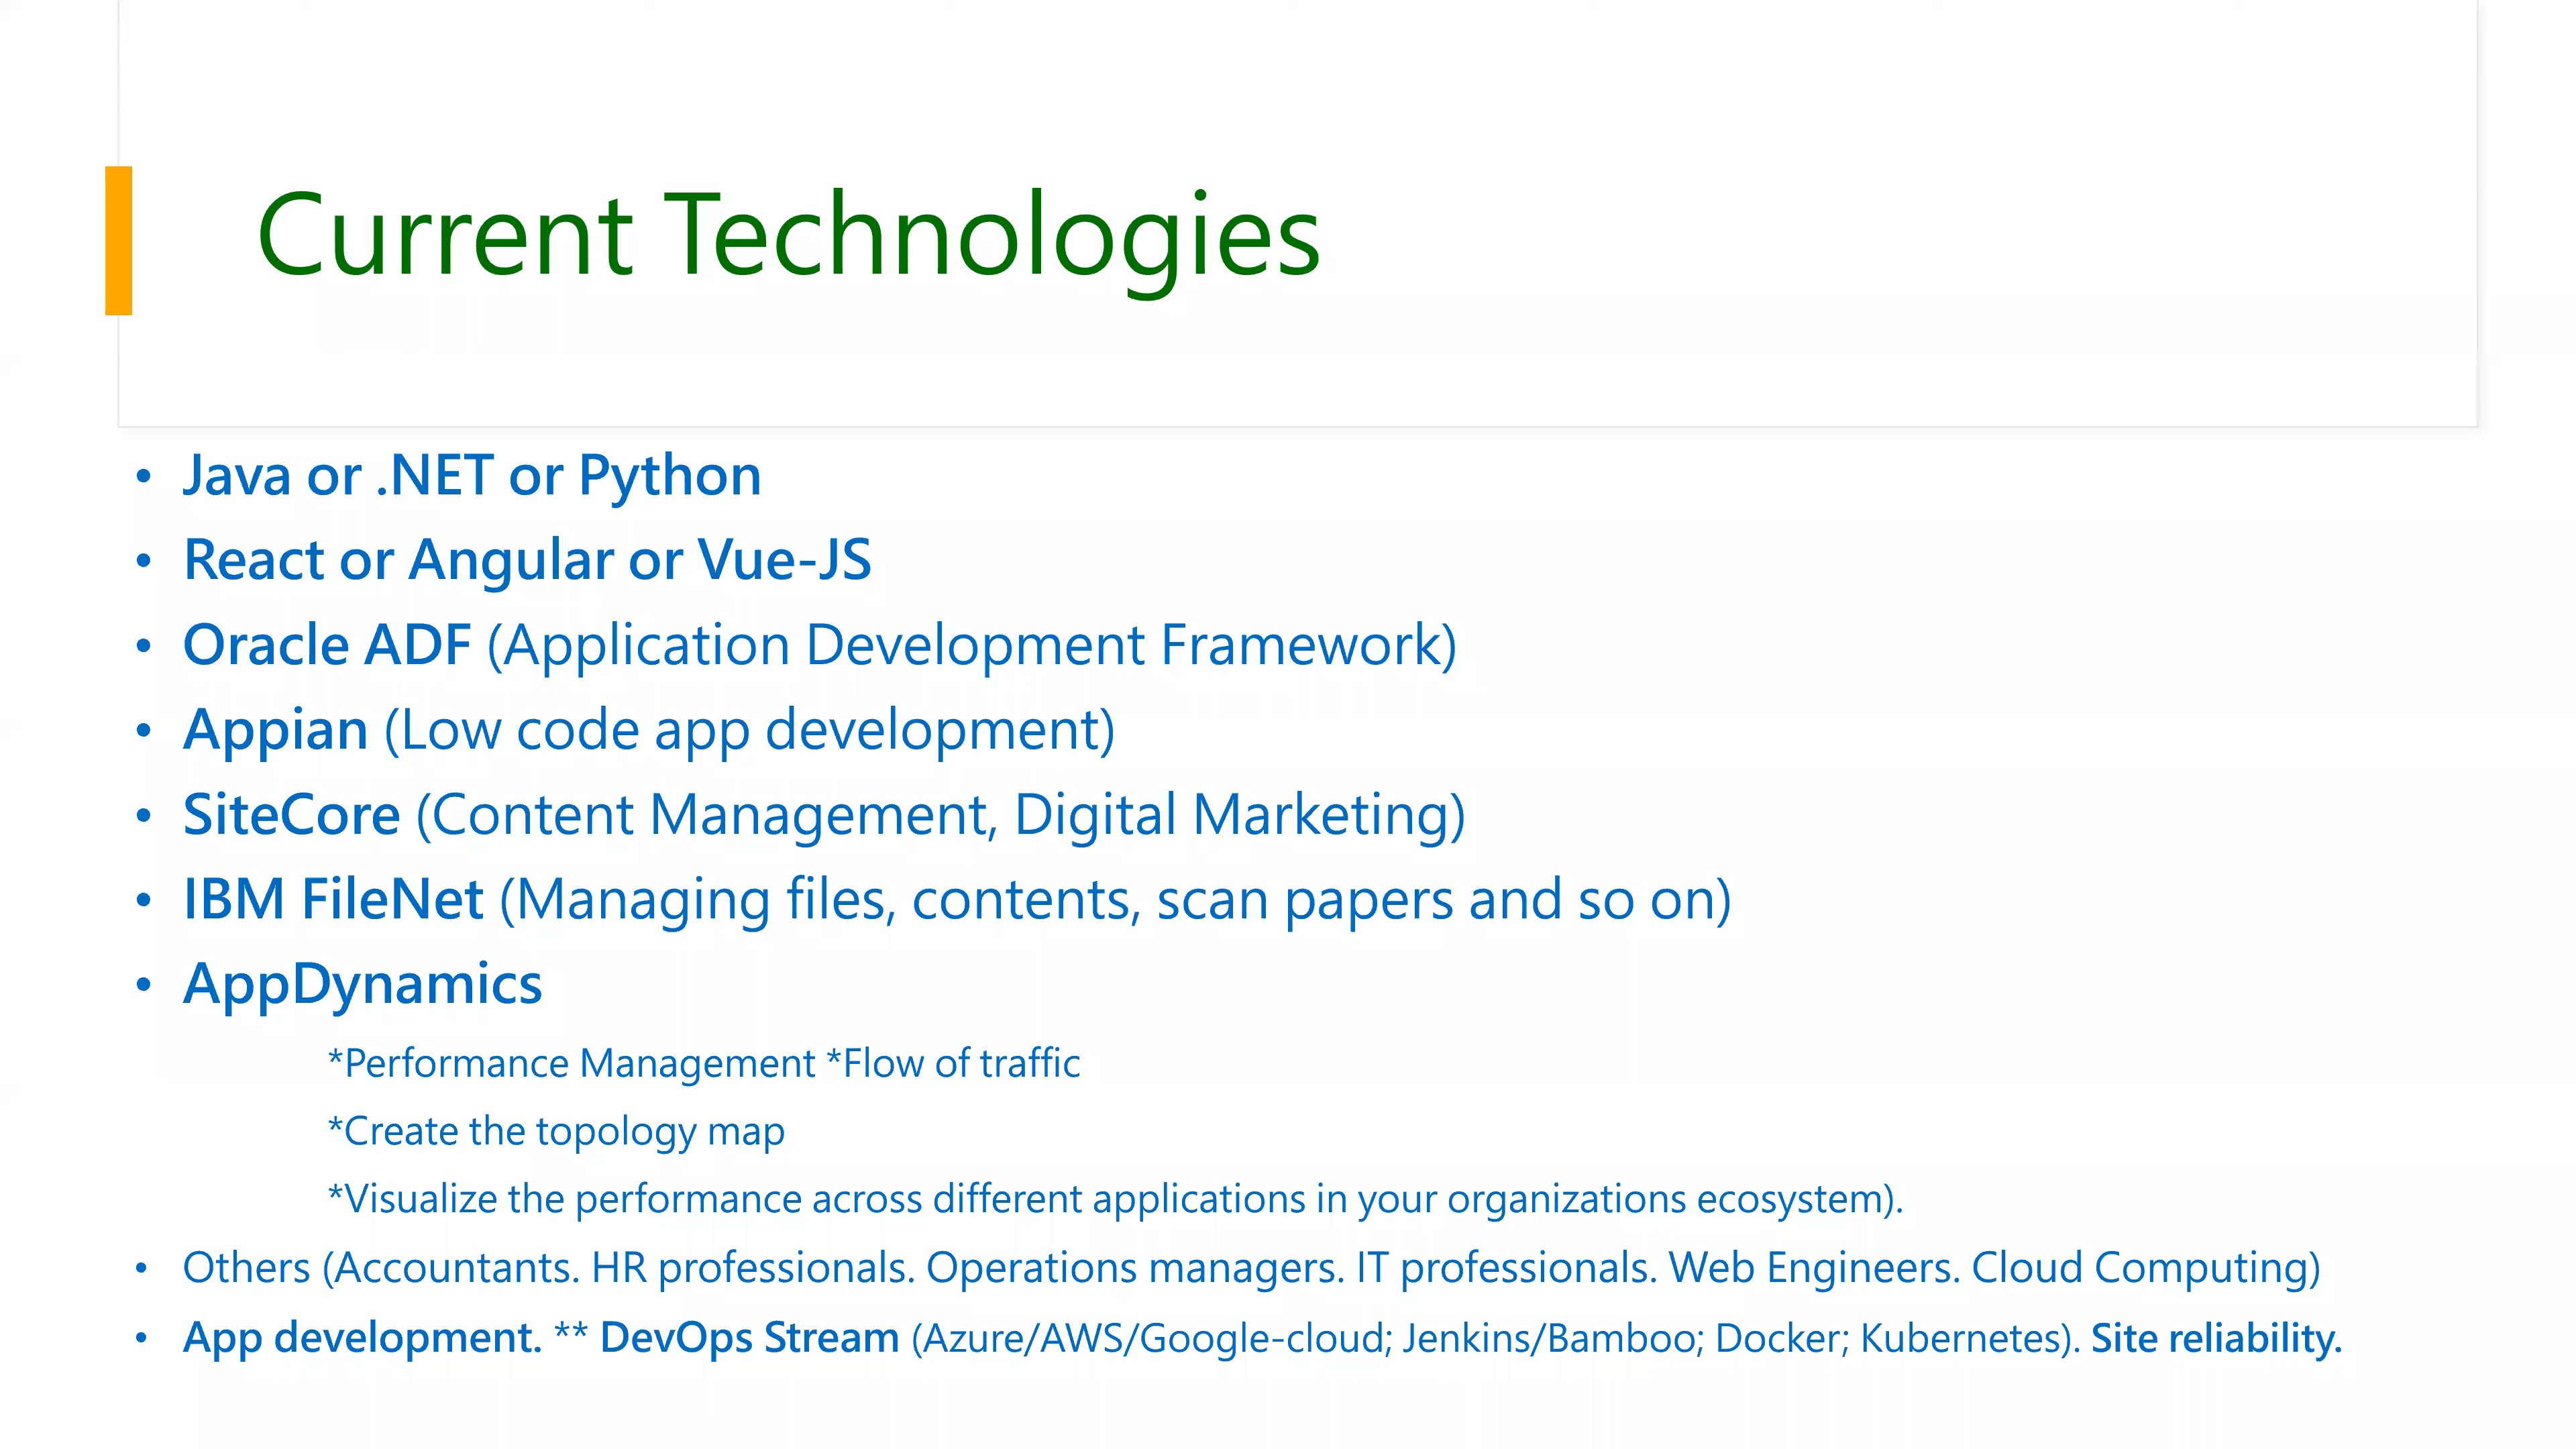 Current Technologies
• Java or .NET or Python
• React or Angular or Vue-JS
• Oracle ADF (Application Development Framework)
• Appian (Low code app development)
• SiteCore (Content Management, Digital Marketing)
• IBM FileNet (Managing files, contents, scan papers and so on)
• AppDynamics
*Performance Management *Flow of traffic
*Create the topology map
*Visualize the performance across different applications in your organizations ecosystem).
• Others (Accountants. HR professionals. Operations managers. IT professionals. Web Engineers. Cloud Computing)
• App development. ** DevOps Stream (Azure/AWS/Google-cloud; Jenkins/Bamboo; Docker; Kubernetes). Site reliability.